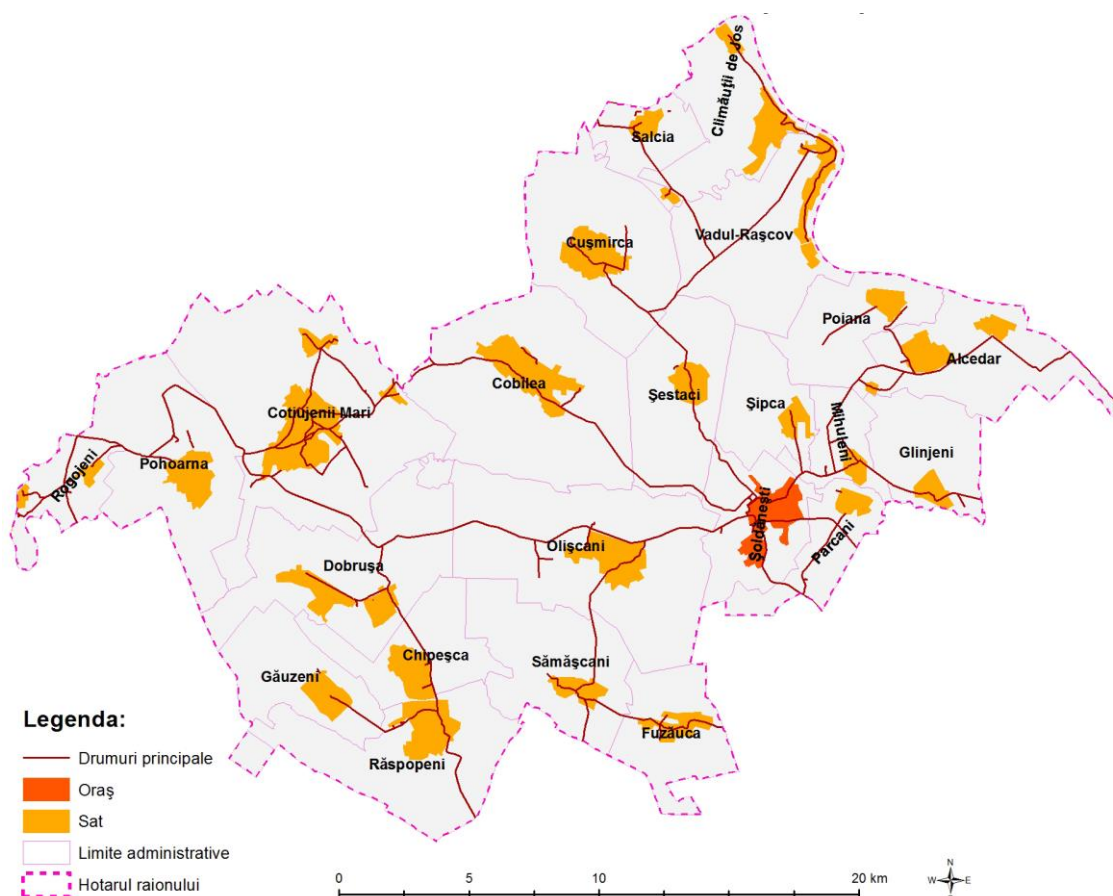 Climăuţii de Jos
Salcia
Vadul-Raşcov
Cuşmirca
Poiana
Alcedar
Cobîlea
Şestaci
Şipca
Mihuleni
Cotiujenii Mari
Glinjeni
Pohoarna
Rogojeni
Şoldăneşti
Parcani
Olişcani
Dobruşa
Chipeşca
Sămăşcani
Găuzeni
Fuzăuca
Răspopeni
Legenda:
Drumuri principale
Oraş
Sat
Limite administrative
Hotarul raionului
0 5 10 20 km
N
W E
S